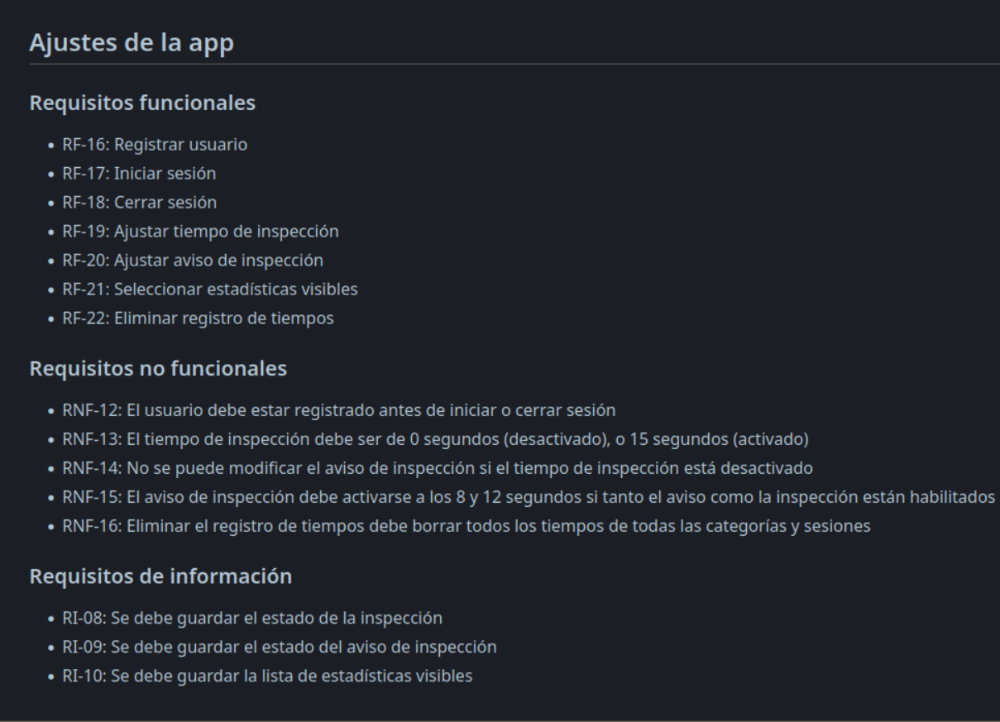 Ajustes de la app
Requisitos funcionales
• RF-16: Registrar usuario
• RF-17: Iniciar sesión
• RF-18: Cerrar sesión
• RF-19: Ajustar tiempo de inspección
• RF-20: Ajustar aviso de inspección
• RF-21: Seleccionar estadísticas visibles
• RF-22: Eliminar registro de tiempos
Requisitos no funcionales
• RNF-12: El usuario debe estar registrado antes de iniciar o cerrar sesión
• RNF-13: El tiempo de inspección debe ser de 0 segundos (desactivado), o 15 segundos (activado)
• RNF-14: No se puede modificar el aviso de inspección si el tiempo de inspección está desactivado
• RNF-15: El aviso de inspección debe activarse a los 8 y 12 segundos si tanto el aviso como la inspección están habilitados
• RNF-16: Eliminar el registro de tiempos debe borrar todos los tiempos de todas las categorías y sesiones
Requisitos de información
• RI-08: Se debe guardar el estado de la inspección
• RI-09: Se debe guardar el estado del aviso de inspección
• RI-10: Se debe guardar la lista de estadísticas visibles